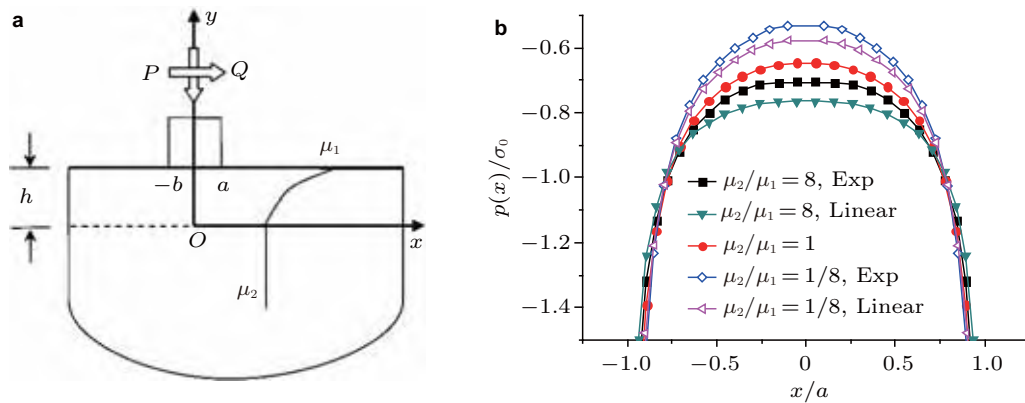 a
y
P
Q
μ₁
−b
a
h
O
x
μ₂
b
p(x)/σ₀
−0.6
−0.8
−1.0
−1.2
−1.4
μ₂/μ₁ = 8, Exp
μ₂/μ₁ = 8, Linear
μ₂/μ₁ = 1
μ₂/μ₁ = 1/8, Exp
μ₂/μ₁ = 1/8, Linear
−1.0
−0.5
0
0.5
1.0
x/a